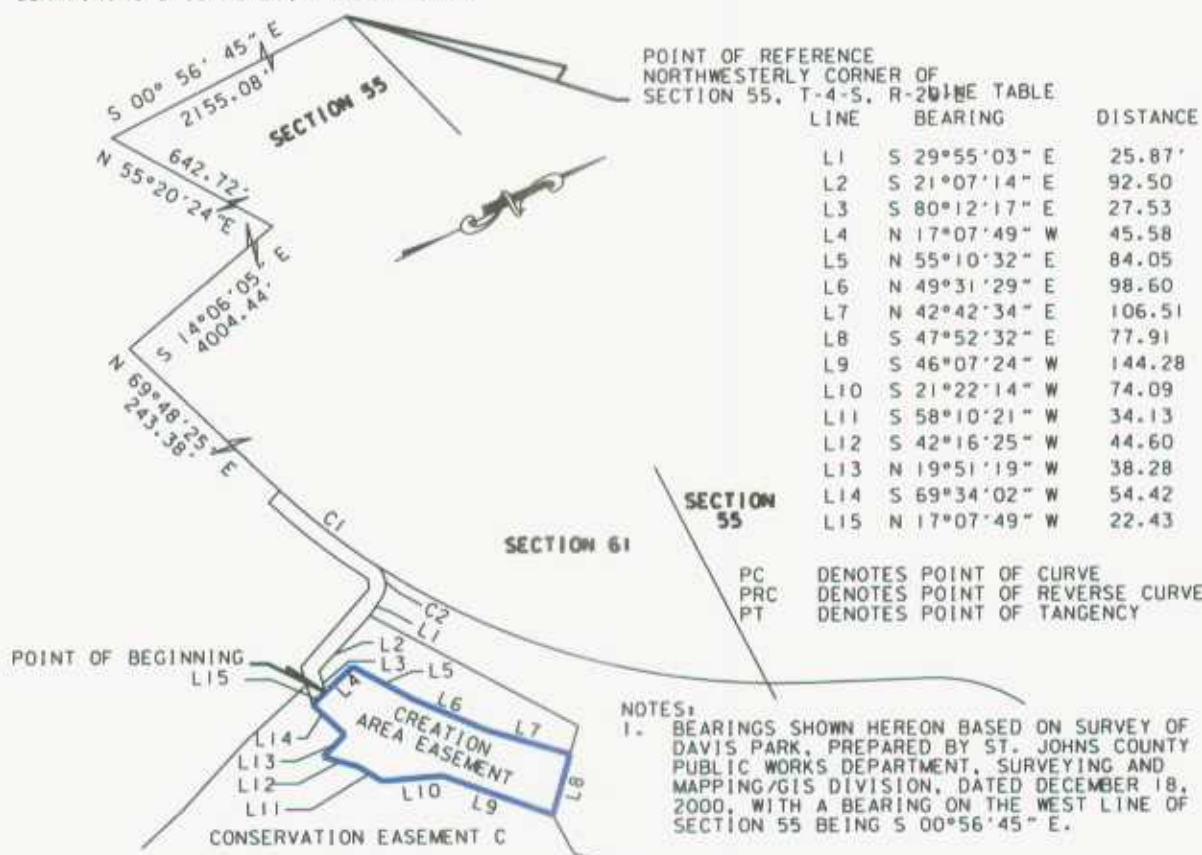 S 00° 56' 45" E
2155.08'
SECTION 55
642.72'
N 55°20'24"E
S 14°06'05" E
4004.44'
N 69°48'25" E
243.38'
POINT OF REFERENCE
NORTHWESTERLY CORNER OF
SECTION 55, T-4-S, R-29-E
LINE TABLE
LINE BEARING DISTANCE
L1 S 29°55'03" E 25.87'
L2 S 21°07'14" E 92.50
L3 S 80°12'17" E 27.53
L4 N 17°07'49" W 45.58
L5 N 55°10'32" E 84.05
L6 N 49°31'29" E 98.60
L7 N 42°42'34" E 106.51
L8 S 47°52'32" E 77.91
L9 S 46°07'24" W 144.28
L10 S 21°22'14" W 74.09
L11 S 58°10'21" W 34.13
L12 S 42°16'25" W 44.60
L13 N 19°51'19" W 38.28
L14 S 69°34'02" W 54.42
L15 N 17°07'49" W 22.43
SECTION
55
SECTION 61
PC DENOTES POINT OF CURVE
PRC DENOTES POINT OF REVERSE CURVE
PT DENOTES POINT OF TANGENCY
C1
C2
L1
L2
L3
L4
L5
L6
L7
L8
L9
L10
L11
L12
L13
L14
L15
POINT OF BEGINNING
CREATION
AREA EASEMENT
CONSERVATION EASEMENT C
NOTES:
1. BEARINGS SHOWN HEREON BASED ON SURVEY OF
DAVIS PARK, PREPARED BY ST. JOHNS COUNTY
PUBLIC WORKS DEPARTMENT, SURVEYING AND
MAPPING/GIS DIVISION, DATED DECEMBER 18,
2000, WITH A BEARING ON THE WEST LINE OF
SECTION 55 BEING S 00°56'45" E.